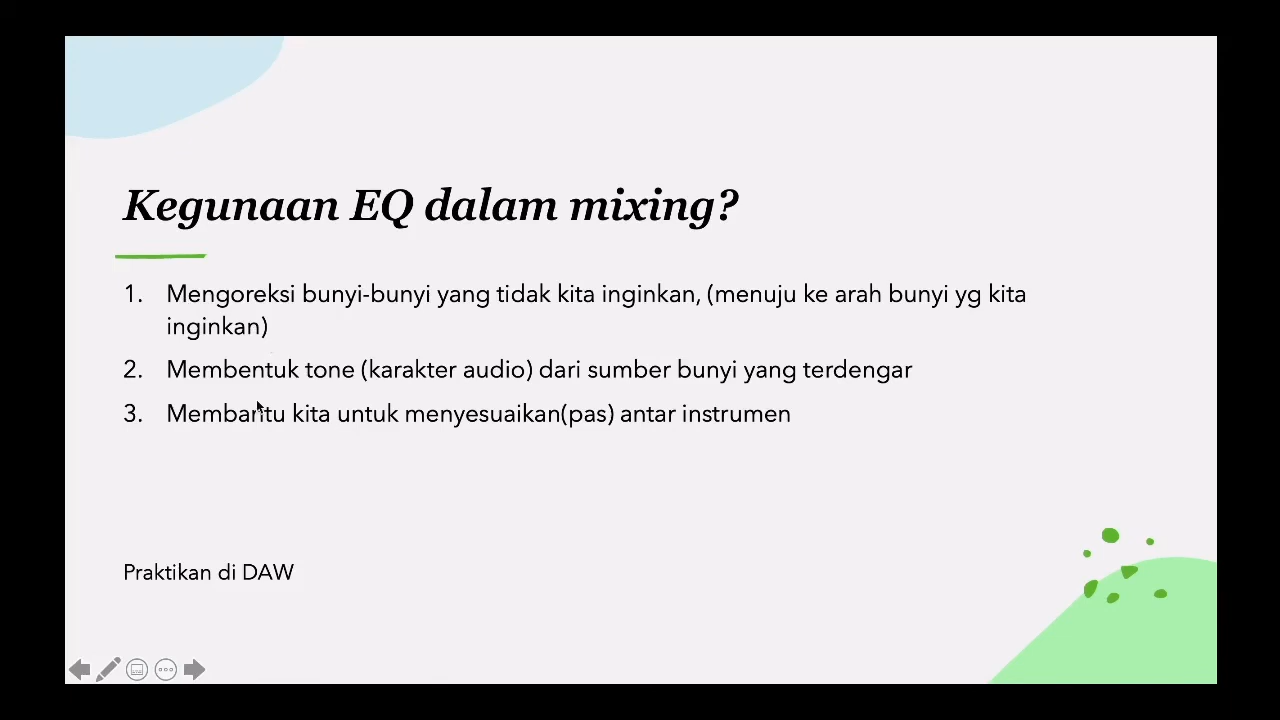 Kegunaan EQ dalam mixing?
1. Mengoreksi bunyi-bunyi yang tidak kita inginkan, (menuju ke arah bunyi yg kita
inginkan)
2. Membentuk tone (karakter audio) dari sumber bunyi yang terdengar
3. Membantu kita untuk menyesuaikan(pas) antar instrumen
Praktikan di DAW